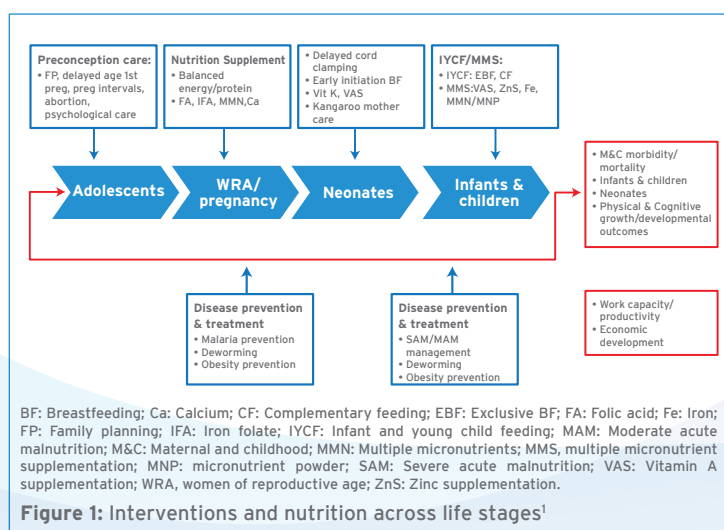 Preconception care:
• FP, delayed age 1st
preg, preg intervals,
abortion,
psychological care
Nutrition Supplement
• Balanced
energy/protein
• FA, IFA, MMN,Ca
• Delayed cord
clamping
• Early initiation BF
• Vit K, VAS
• Kangaroo mother
care
IYCF/MMS:
• IYCF: EBF, CF
• MMS:VAS, ZnS, Fe,
MMN/MNP
Adolescents
WRA/
pregnancy
Neonates
Infants &
children
• M&C morbidity/
mortality
• Infants & children
• Neonates
• Physical & Cognitive
growth/developmental
outcomes
Disease prevention
& treatment
• Malaria prevention
• Deworming
• Obesity prevention
Disease prevention
& treatment
• SAM/MAM
management
• Deworming
• Obesity prevention
• Work capacity/
productivity
• Economic
development
BF: Breastfeeding; Ca: Calcium; CF: Complementary feeding; EBF: Exclusive BF; FA: Folic acid; Fe: Iron;
FP: Family planning; IFA: Iron folate; IYCF: Infant and young child feeding; MAM: Moderate acute
malnutrition; M&C: Maternal and childhood; MMN: Multiple micronutrients; MMS, multiple micronutrient
supplementation; MNP: micronutrient powder; SAM: Severe acute malnutrition; VAS: Vitamin A
supplementation; WRA, women of reproductive age; ZnS: Zinc supplementation.
Figure 1: Interventions and nutrition across life stages¹